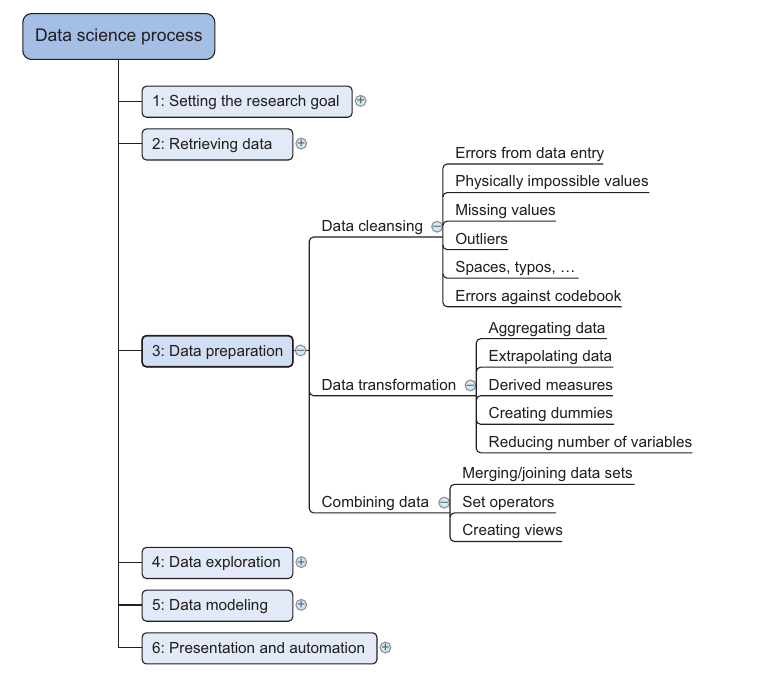 Data science process
1: Setting the research goal
2: Retrieving data
Errors from data entry
Physically impossible values
Missing values
Data cleansing
Outliers
Spaces, typos, …
Errors against codebook
Aggregating data
3: Data preparation
Extrapolating data
Data transformation
Derived measures
Creating dummies
Reducing number of variables
Merging/joining data sets
Combining data
Set operators
Creating views
4: Data exploration
5: Data modeling
6: Presentation and automation